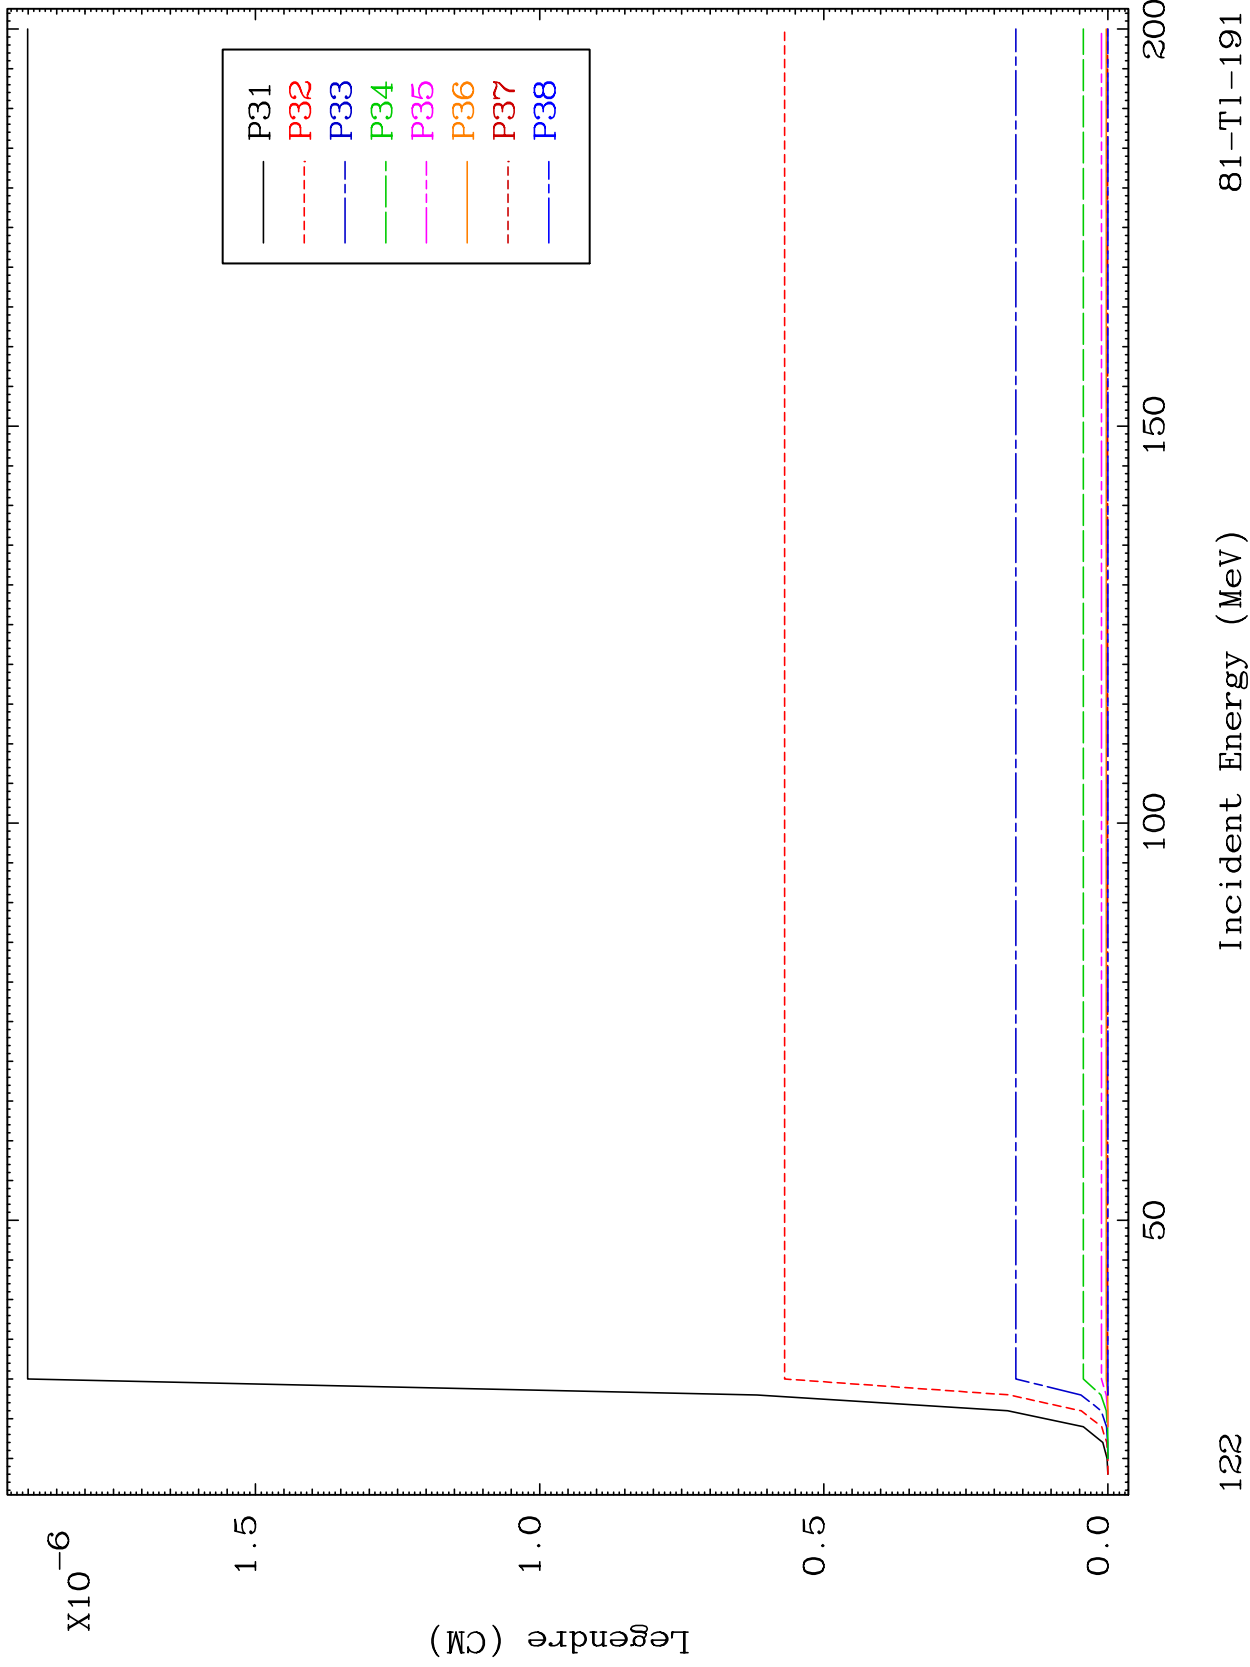 X10-6
1.5
1.0
0.5
0.0
Legendre (CM)
P31
P32
P33
P34
P35
P36
P37
P38
50
100
150
200
122
Incident Energy (MeV)
81-Tl-191